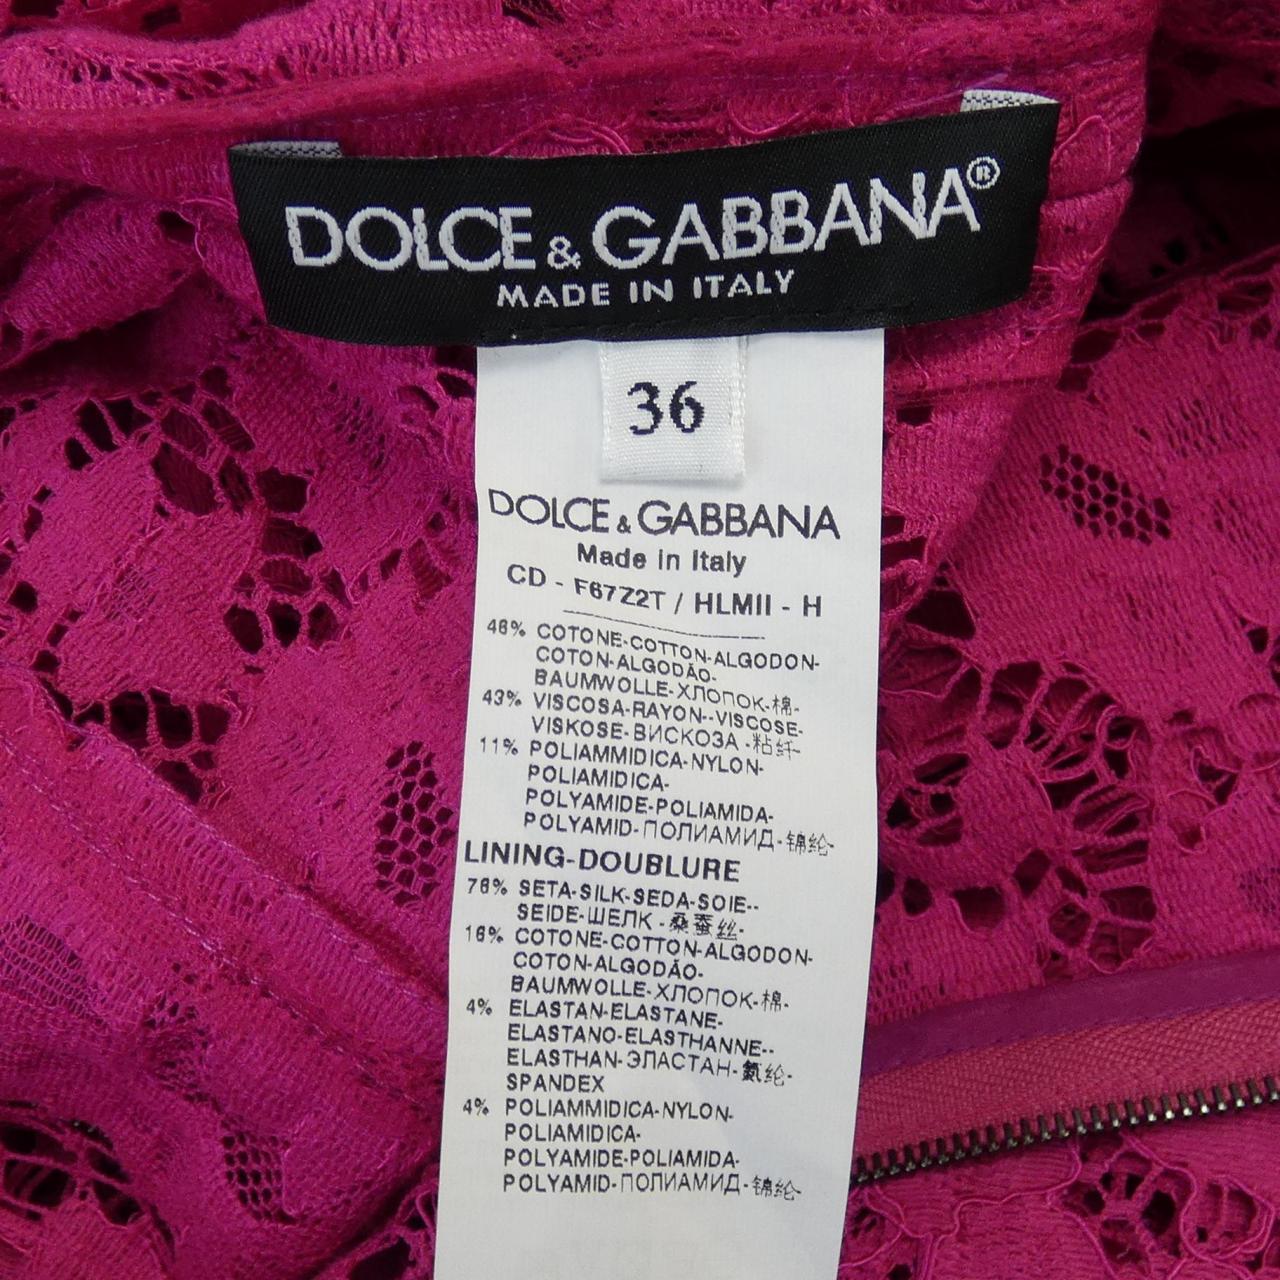 DOLCE & GABBANA®
MADE IN ITALY
36
DOLCE & GABBANA
Made in Italy
CD - F67Z2T / HLMII - H
46% COTONE-COTTON-ALGODON-
COTON-ALGODÃO-
BAUMWOLLE-ХЛОПОК-棉-
43% VISCOSA-RAYON--VISCOSE-
VISKOSE-ВИСКОЗА -粘纤-
11% POLIAMMIDICA-NYLON-
POLIAMIDICA-
POLYAMIDE-POLIAMIDA-
POLYAMID-ПОЛИАМИД-锦纶-
LINING-DOUBLURE
76% SETA-SILK-SEDA-SOIE--
SEIDE-ШЕЛК -桑蚕丝-
16% COTONE-COTTON-ALGODON-
COTON-ALGODÃO-
BAUMWOLLE-ХЛОПОК-棉-
4% ELASTAN-ELASTANE-
ELASTANO-ELASTHANNE--
ELASTHAN-ЭЛАСТАН-氨纶-
SPANDEX
4% POLIAMMIDICA-NYLON-
POLIAMIDICA-
POLYAMIDE-POLIAMIDA-
POLYAMID-ПОЛИАМИД-锦纶-